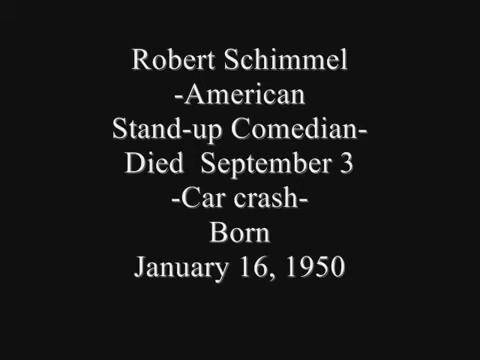 Robert Schimmel
-American
Stand-up Comedian-
Died  September 3
-Car crash-
Born
January 16, 1950